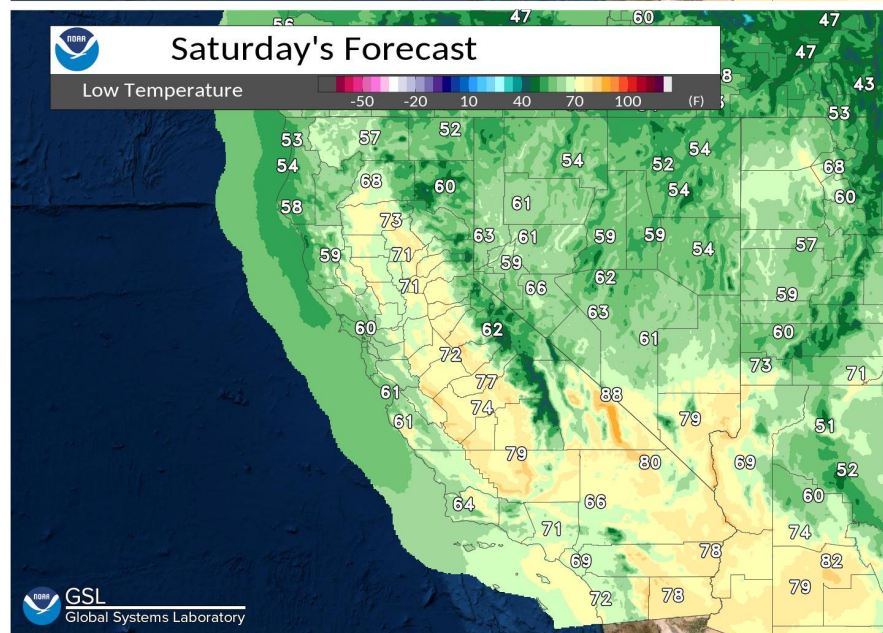 47
60
47
56
NOAA
Saturday's Forecast
47
Low Temperature
-50 -20 10 40 70 100 (F)
43
53
53 57 52
54 54 52 54
68
68 60 54 60
58 61
73
59 71 63 61 59 59 54 57
59
71 66 62 59
60 62 63 61 60
72 73 71
77
61 74 88 79
61 51
79 80 69 52
64 66 60
71 74
69 78 82
72 78 79
NOAA
GSL
Global Systems Laboratory